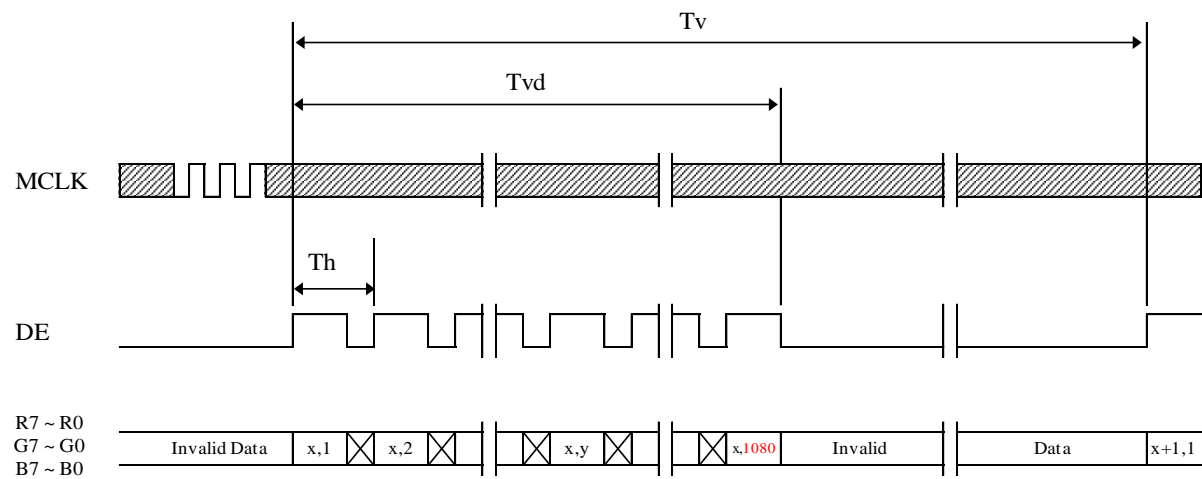 Tv
Tvd
MCLK
Th
DE
R7 ~ R0
G7 ~ G0
B7 ~ B0
Invalid Data
x,1
x,2
x,y
x,1080
Invalid
Data
x+1,1